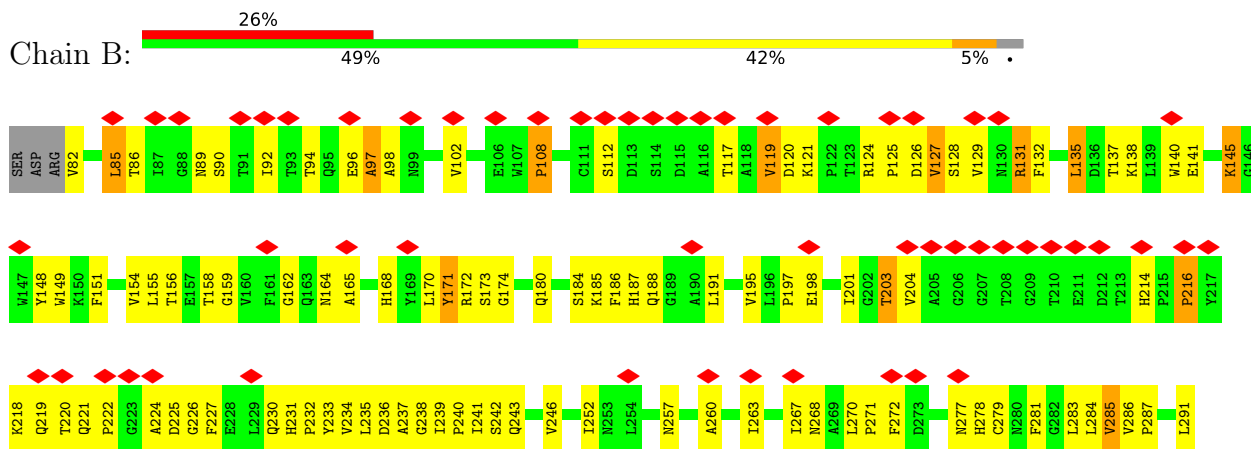 26%
Chain B:
49% 42% 5% •
SER ASP ARG V82 L85 T86 I87 G88 N89 S90 T91 I92 T93 T94 Q95 E96 A97 A98 N99 V102 E106 W107 P108 C111 S112 D113 S114 D115 A116 T117 A118 V119 D120 K121 P122 T123 R124 P125 D126 V127 S128 V129 N130 R131 F132 L135 D136 T137 K138 L139 W140 E141 K145 G146
W147 Y148 W149 K150 F151 V154 L155 T156 E157 T158 G159 V160 F161 G162 Q163 N164 A165 H168 Y169 L170 Y171 R172 S173 G174 Q180 S184 K185 F186 H187 Q188 G189 A190 L191 V195 L196 P197 E198 I201 G202 T203 V204 A205 G206 G207 T208 G209 T210 E211 D212 T213 H214 P215 P216 Y217
K218 Q219 T220 Q221 P222 G223 A224 D225 G226 F227 E228 L229 Q230 H231 P232 Y233 V234 L235 D236 A237 G238 I239 P240 I241 S242 Q243 V246 I252 N253 L254 N257 A260 I263 I267 N268 A269 L270 P271 F272 D273 N277 H278 C279 N280 F281 G282 L283 L284 V285 V286 P287 L291